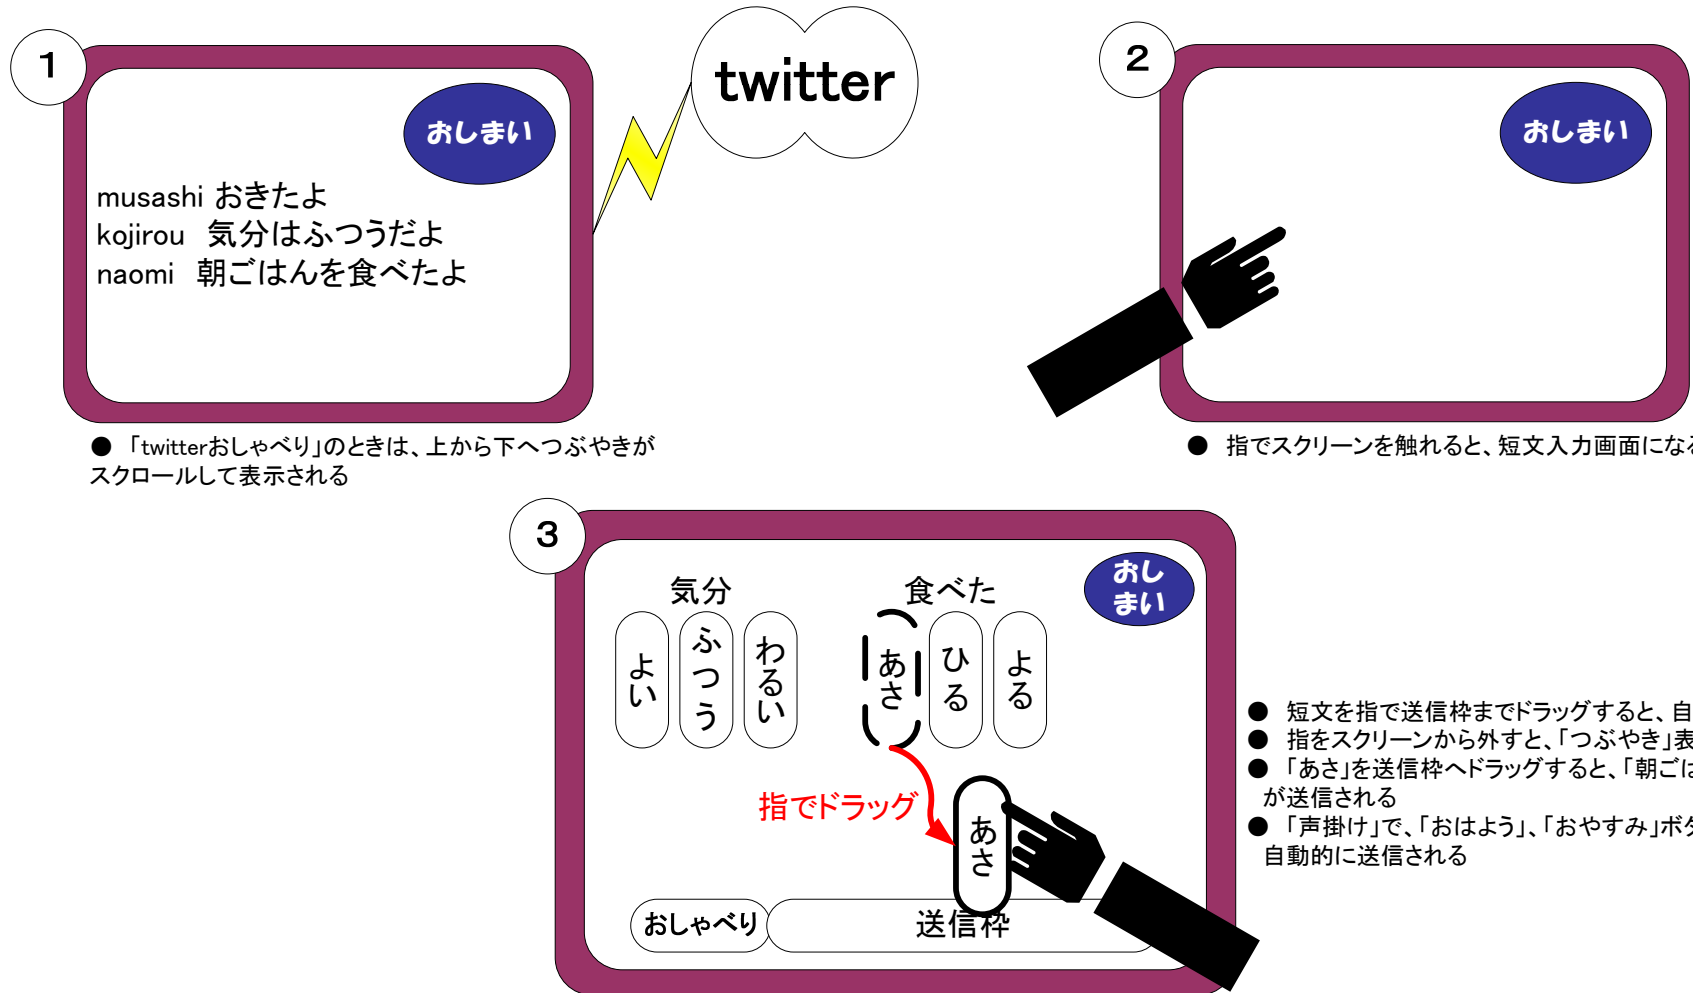 1
twitter
おしまい
musashi おきたよ
kojirou 気分はふつうだよ
naomi 朝ごはんを食べたよ
● 「twitterおしゃべり」のときは、上から下へつぶやきが
スクロールして表示される
2
おしまい
● 指でスクリーンを触れると、短文入力画面になる
3
気分
よい
ふつう
わるい
食べた
あさ
ひる
よる
おし
まい
指でドラッグ
あさ
おしゃべり
送信枠
● 短文を指で送信枠までドラッグすると、自
● 指をスクリーンから外すと、「つぶやき」表
● 「あさ」を送信枠へドラッグすると、「朝ごは
が送信される
● 「声掛け」で、「おはよう」、「おやすみ」ボタ
自動的に送信される